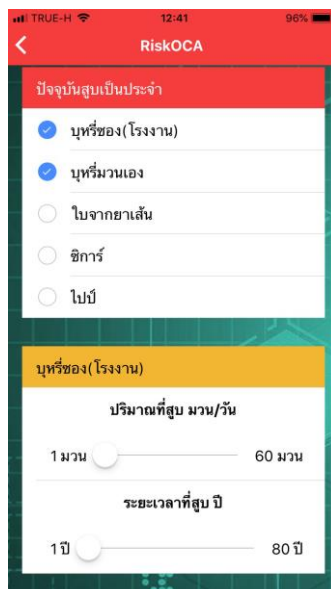 TRUE-H 12:41 96%
RiskOCA
ปัจจุบันสูบเป็นประจำ
บุหรี่ซอง(โรงงาน)
บุหรี่มวนเอง
ใบจากยาเส้น
ซิการ์
ไปป์
บุหรี่ซอง(โรงงาน)
ปริมาณที่สูบ มวน/วัน
1 มวน 60 มวน
ระยะเวลาที่สูบ ปี
1 ปี 80 ปี